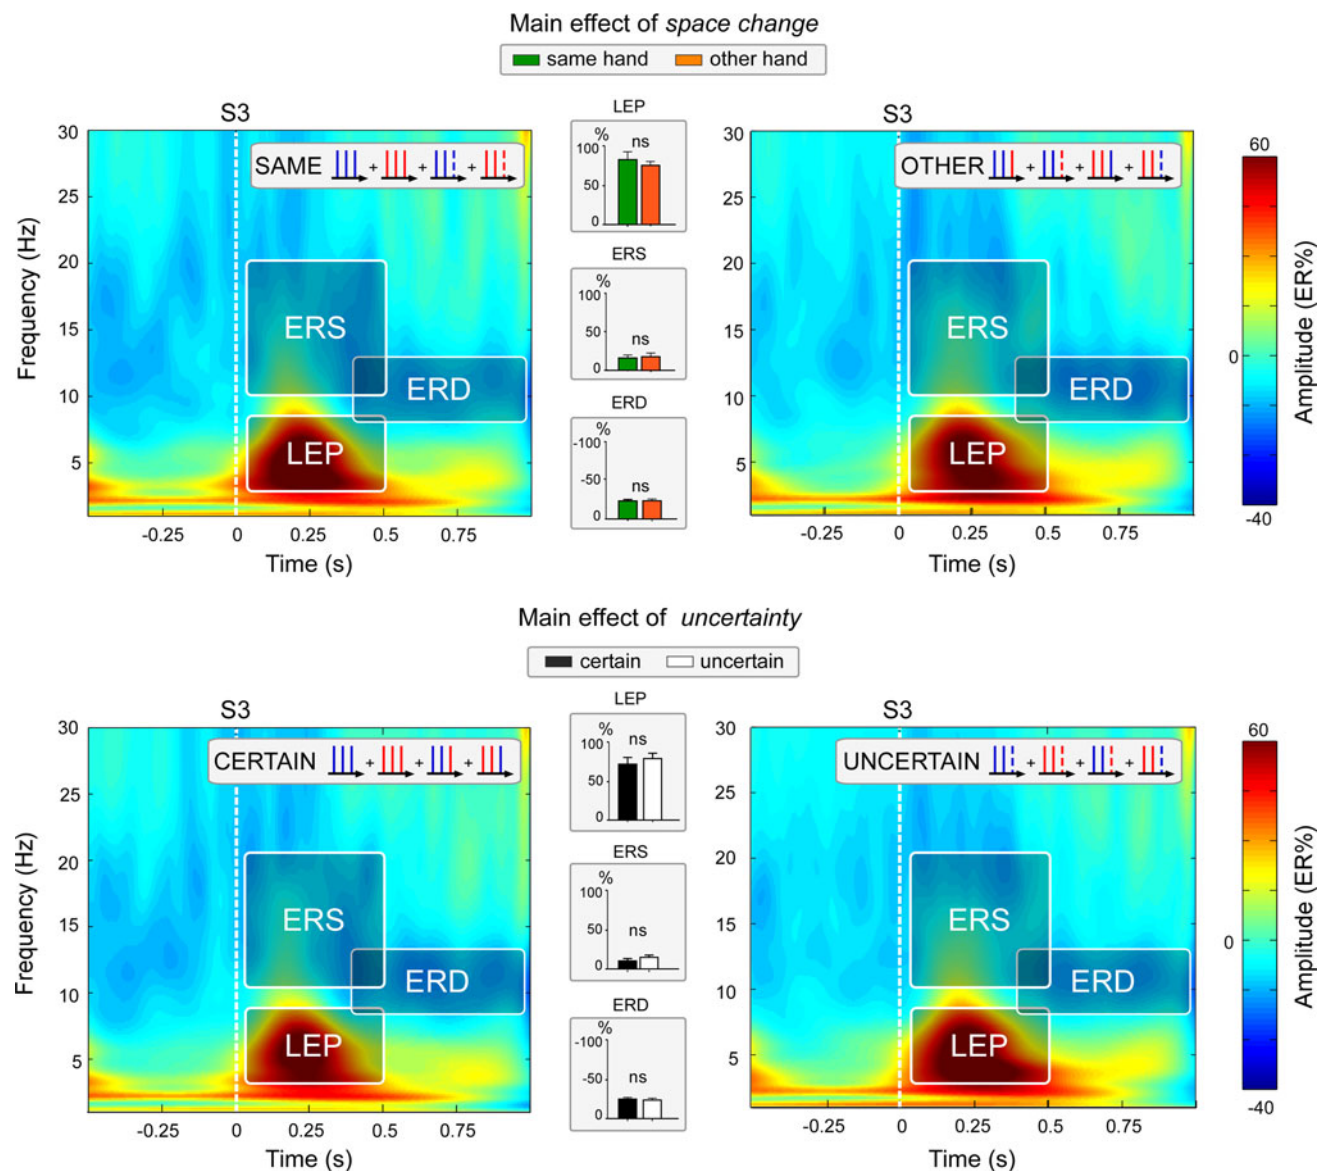 Main effect of space change
same hand other hand
S3
LEP
S3
SAME + + +
OTHER + + +
Frequency (Hz)
30
25
20
15
10
5
ERS
ERD
LEP
-0.25 0 0.25 0.5 0.75
Time (s)
%
100
50
0
ns
ERS
%
100
50
0
ns
ERD
%
-100
-50
0
ns
30
25
20
15
10
5
ERS
ERD
LEP
-0.25 0 0.25 0.5 0.75
Time (s)
60
0
-40
Amplitude (ER%)
Main effect of uncertainty
certain uncertain
S3
LEP
S3
CERTAIN + + +
UNCERTAIN + + +
Frequency (Hz)
30
25
20
15
10
5
ERS
ERD
LEP
-0.25 0 0.25 0.5 0.75
Time (s)
%
100
50
0
ns
ERS
%
100
50
0
ns
ERD
%
-100
-50
0
ns
30
25
20
15
10
5
ERS
ERD
LEP
-0.25 0 0.25 0.5 0.75
Time (s)
60
0
-40
Amplitude (ER%)